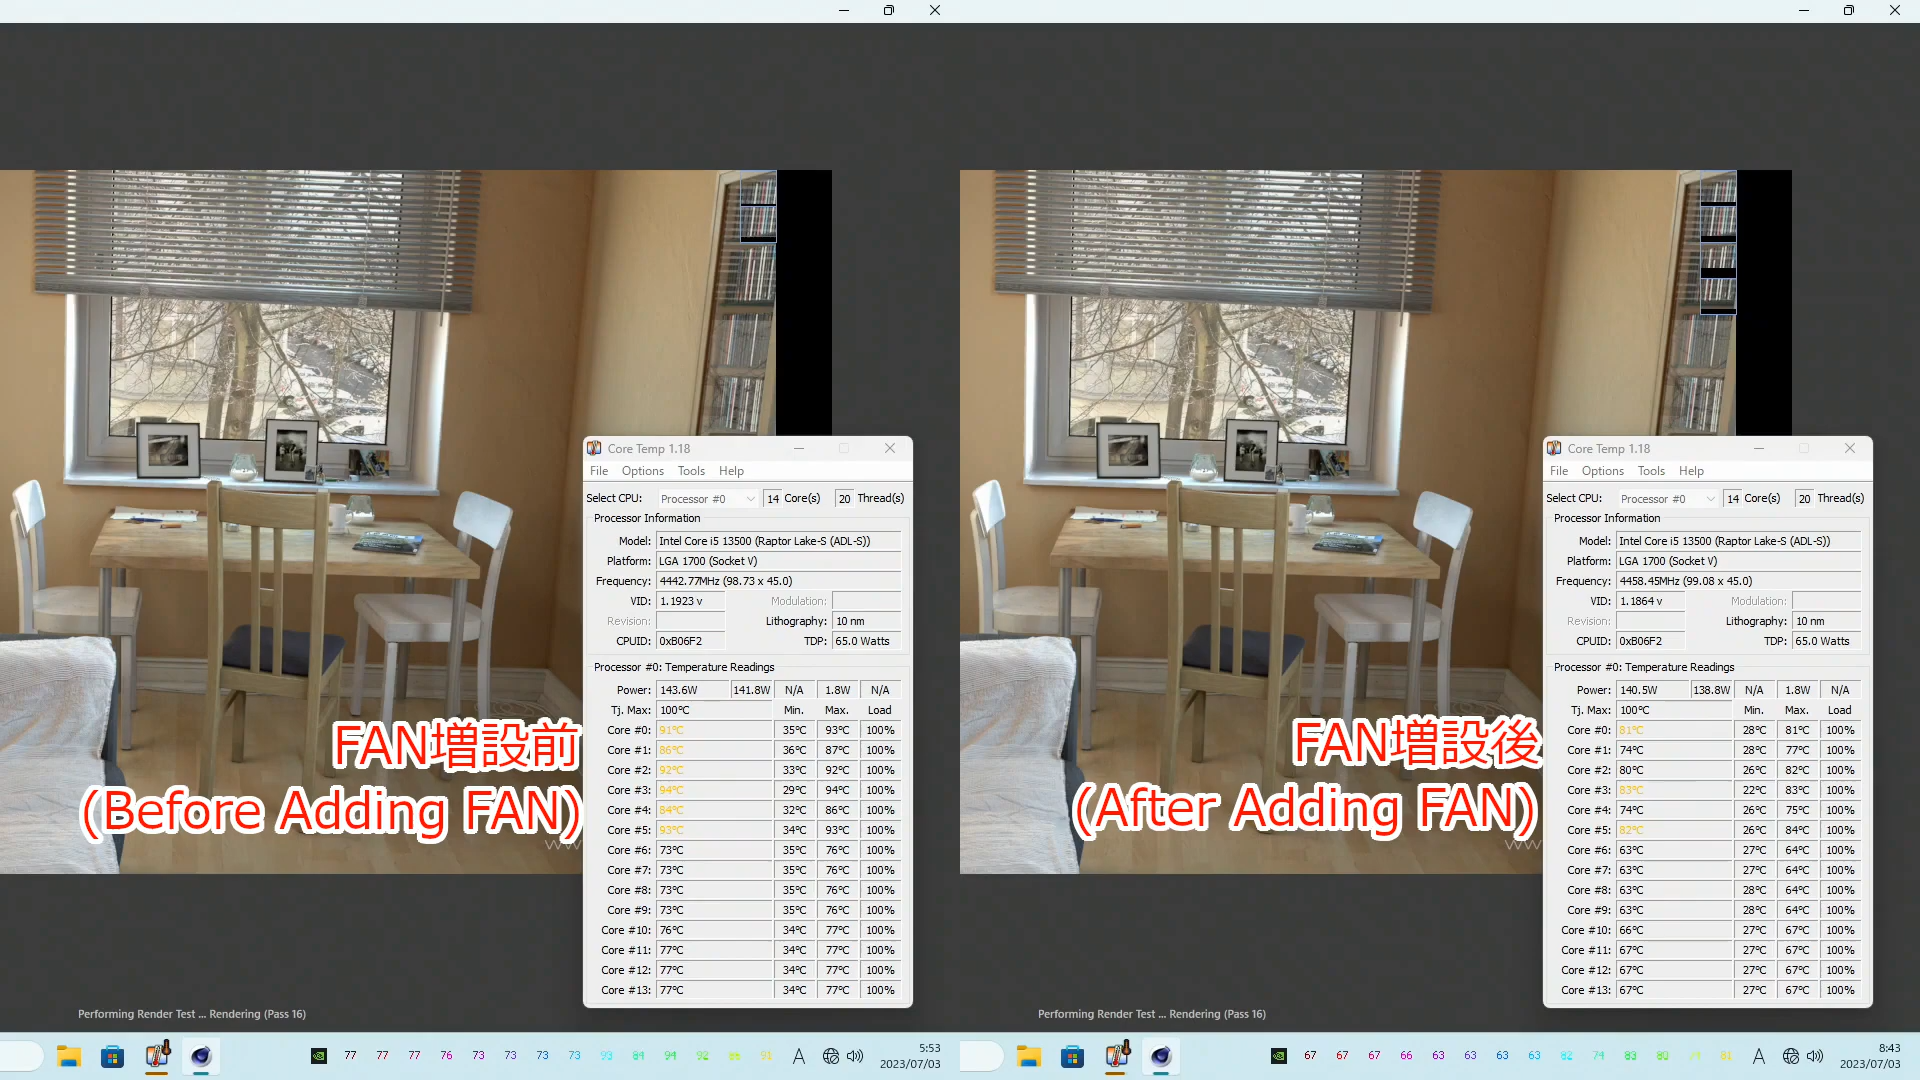 Core Temp 1.18
File Options Tools Help
Select CPU: Processor #0 14 Core(s) 20 Thread(s)
Processor Information
Model: Intel Core i5 13500 (Raptor Lake-S (ADL-S))
Platform: LGA 1700 (Socket V)
Frequency: 4442.77MHz (98.73 x 45.0)
VID: 1.1923 v Modulation:
Revision: Lithography: 10 nm
CPUID: 0xB06F2 TDP: 65.0 Watts
Processor #0: Temperature Readings
Power: 143.6W 141.8W N/A 1.8W N/A
Tj. Max: 100°C Min. Max. Load
Core #0: 91°C 35°C 93°C 100%
Core #1: 86°C 36°C 87°C 100%
Core #2: 92°C 33°C 92°C 100%
Core #3: 94°C 29°C 94°C 100%
Core #4: 84°C 32°C 86°C 100%
Core #5: 93°C 34°C 93°C 100%
Core #6: 73°C 35°C 76°C 100%
Core #7: 73°C 35°C 76°C 100%
Core #8: 73°C 35°C 76°C 100%
Core #9: 73°C 35°C 76°C 100%
Core #10: 76°C 34°C 77°C 100%
Core #11: 77°C 34°C 77°C 100%
Core #12: 77°C 34°C 77°C 100%
Core #13: 77°C 34°C 77°C 100%
FAN増設前
(Before Adding FAN)
Performing Render Test ... Rendering (Pass 16)
77 77 77 76 73 73 73 73 93 84 94 92 86 91 A 5:53
2023/07/03
Core Temp 1.18
File Options Tools Help
Select CPU: Processor #0 14 Core(s) 20 Thread(s)
Processor Information
Model: Intel Core i5 13500 (Raptor Lake-S (ADL-S))
Platform: LGA 1700 (Socket V)
Frequency: 4458.45MHz (99.08 x 45.0)
VID: 1.1864 v Modulation:
Revision: Lithography: 10 nm
CPUID: 0xB06F2 TDP: 65.0 Watts
Processor #0: Temperature Readings
Power: 140.5W 138.8W N/A 1.8W N/A
Tj. Max: 100°C Min. Max. Load
Core #0: 81°C 28°C 81°C 100%
Core #1: 74°C 28°C 77°C 100%
Core #2: 80°C 26°C 82°C 100%
Core #3: 83°C 22°C 83°C 100%
Core #4: 74°C 26°C 75°C 100%
Core #5: 82°C 26°C 84°C 100%
Core #6: 63°C 27°C 64°C 100%
Core #7: 63°C 27°C 64°C 100%
Core #8: 63°C 28°C 64°C 100%
Core #9: 63°C 28°C 64°C 100%
Core #10: 66°C 27°C 67°C 100%
Core #11: 67°C 27°C 67°C 100%
Core #12: 67°C 27°C 67°C 100%
Core #13: 67°C 27°C 67°C 100%
FAN増設後
(After Adding FAN)
Performing Render Test ... Rendering (Pass 16)
67 67 67 66 63 63 63 63 82 74 83 80 74 81 A 8:43
2023/07/03